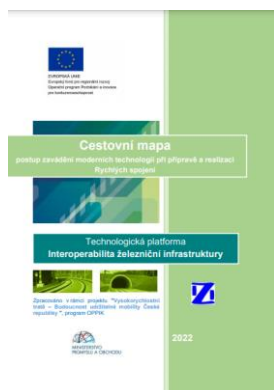 EVROPSKÁ UNIE
Evropský fond pro regionální rozvoj
Operační program Podnikání a inovace
pro konkurenceschopnost
Cestovní mapa
postup zavádění moderních technologií při přípravě a realizaci
Rychlých spojení
Technologická platforma
Interoperabilita železniční infrastruktury
Zpracováno v rámci projektu "Vysokorychlostní
tratě – Budoucnost udržitelné mobility České
republiky ", program OPPIK
MINISTERSTVO
PRŮMYSLU A OBCHODU
2022